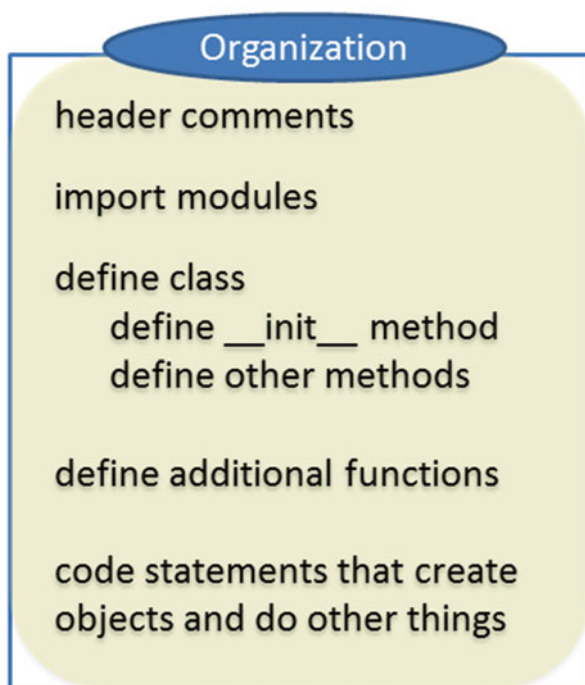 Organization
header comments
import modules
define class
define __init__ method
define other methods
define additional functions
code statements that create
objects and do other things